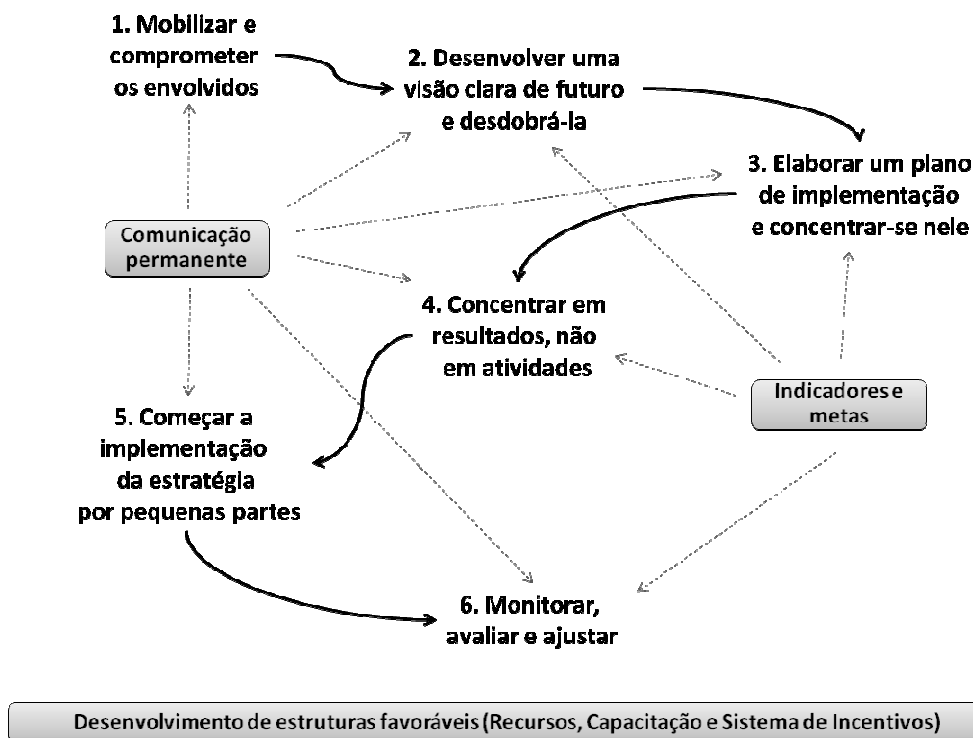 1. Mobilizar e
comprometer
os envolvidos
2. Desenvolver uma
visão clara de futuro
e desdobrá-la
3. Elaborar um plano
de implementação
e concentrar-se nele
Comunicação
permanente
4. Concentrar em
resultados, não
em atividades
Indicadores e
metas
5. Começar a
implementação
da estratégia
por pequenas partes
6. Monitorar,
avaliar e ajustar
Desenvolvimento de estruturas favoráveis (Recursos, Capacitação e Sistema de Incentivos)